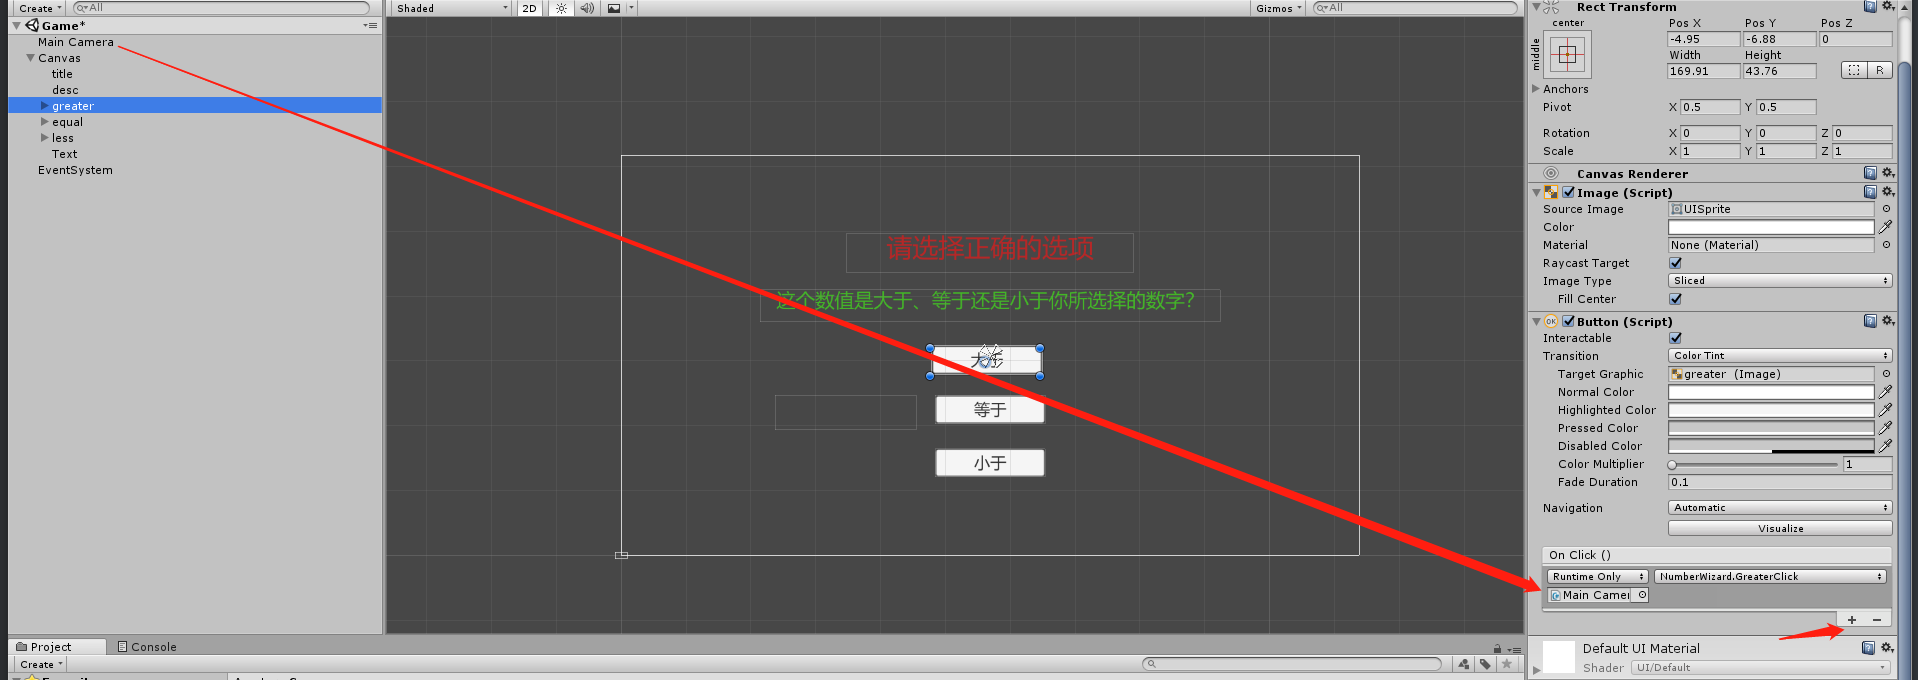 Create
All
Game*
Main Camera
Canvas
title
desc
greater
equal
less
Text
EventSystem
Shaded
2D
Gizmos
All
请选择正确的选项
这个数值是大于、等于还是小于你所选择的数字?
等于
小于
Rect Transform
center
middle
Pos X Pos Y Pos Z
-4.95 -6.88 0
Width Height
169.91 43.76
R
Anchors
Pivot X 0.5 Y 0.5
Rotation X 0 Y 0 Z 0
Scale X 1 Y 1 Z 1
Canvas Renderer
Image (Script)
Source Image UISprite
Color
Material None (Material)
Raycast Target
Image Type Sliced
Fill Center
OK Button (Script)
Interactable
Transition Color Tint
Target Graphic greater (Image)
Normal Color
Highlighted Color
Pressed Color
Disabled Color
Color Multiplier 1
Fade Duration 0.1
Navigation Automatic
Visualize
On Click ()
Runtime Only NumberWizard.GreaterClick
Main Camer
+ −
Default UI Material
Shader UI/Default
Project Console
Create